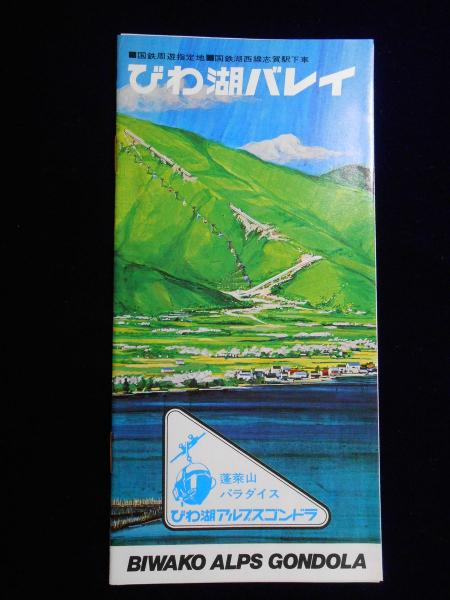 ■国鉄周遊指定地■国鉄湖西線志賀駅下車
びわ湖バレイ
蓬莱山
パラダイス
びわ湖アルプスゴンドラ
BIWAKO ALPS GONDOLA